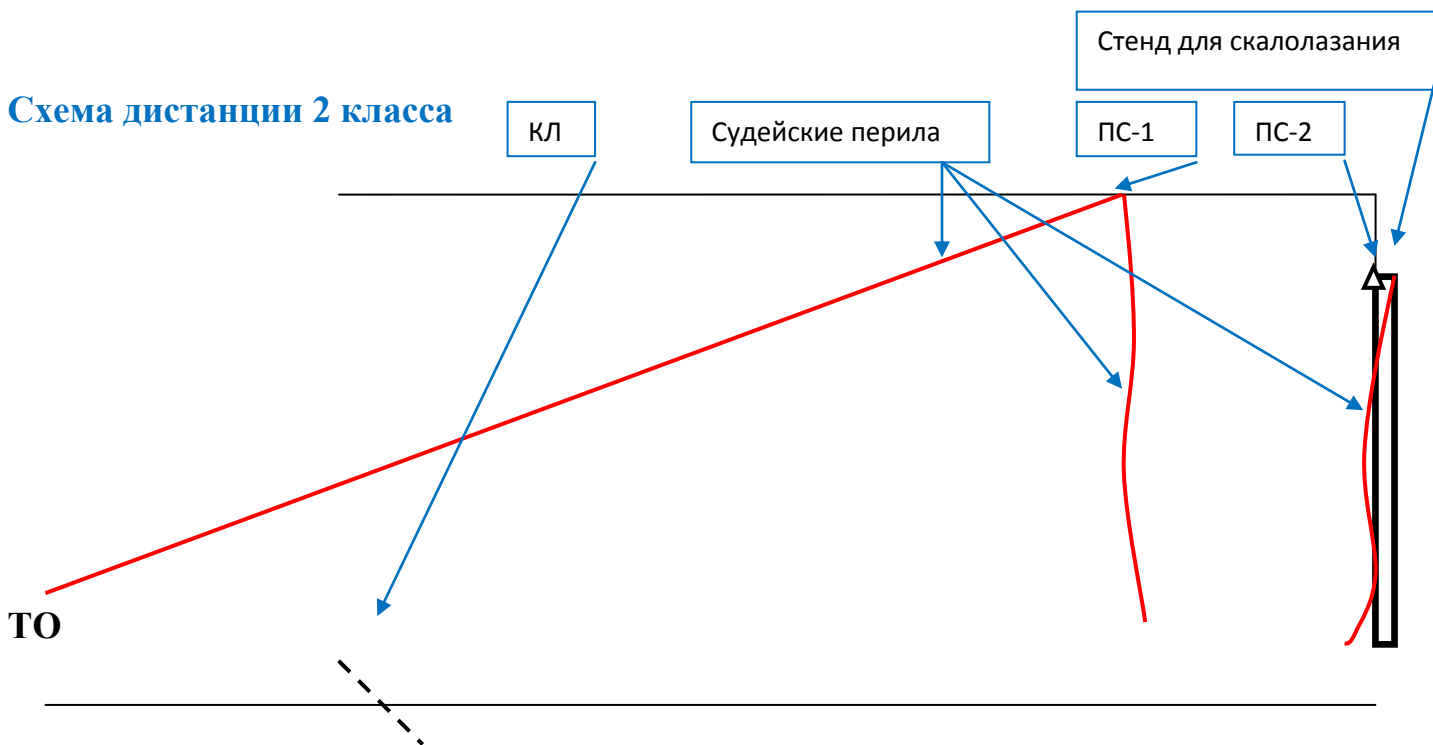 Стенд для скалолазания
Схема дистанции 2 класса
КЛ
Судейские перила
ПС-1
ПС-2
ТО